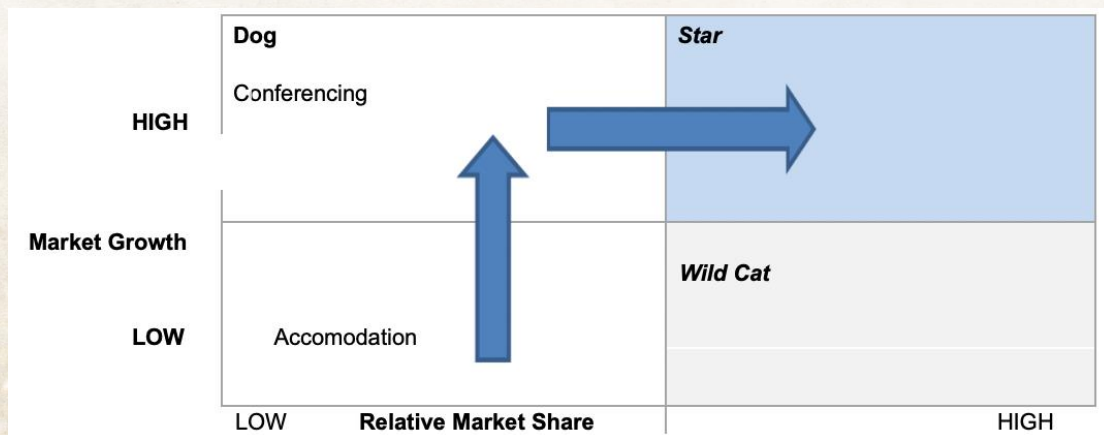 Dog
Star
Conferencing
HIGH
Market Growth
Wild Cat
LOW
Accomodation
LOW
Relative Market Share
HIGH